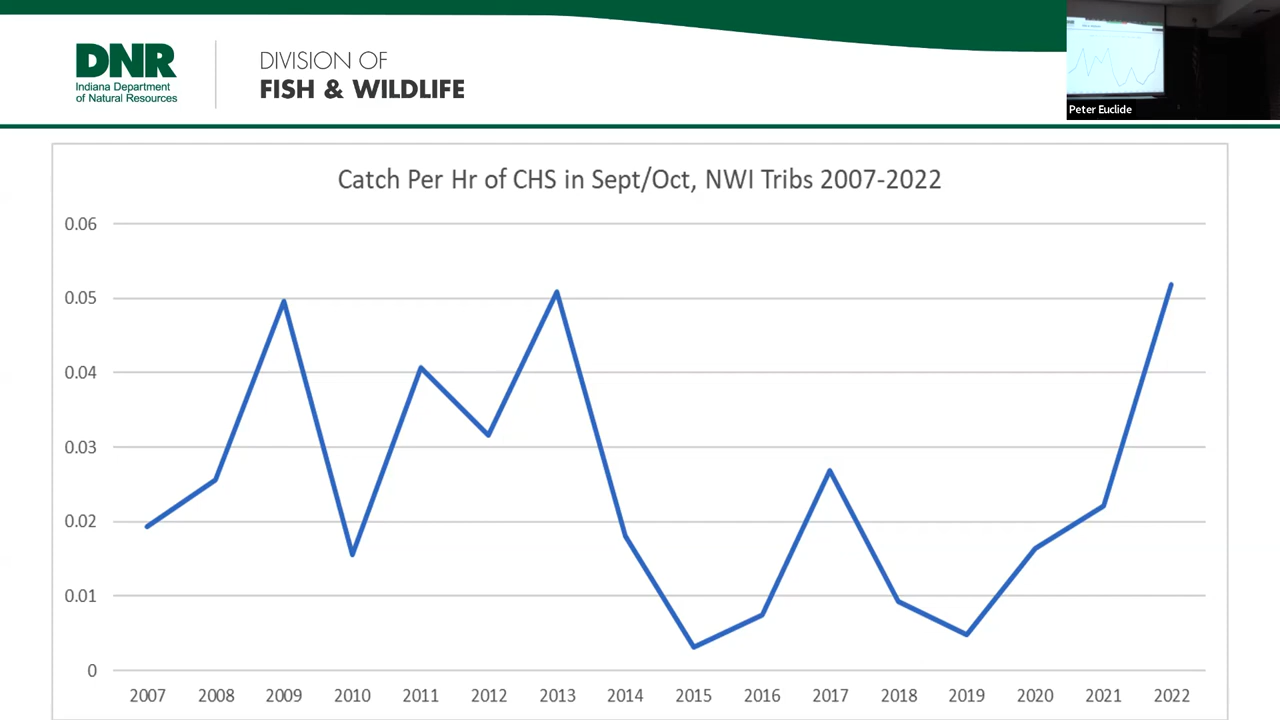 DNR
Indiana Department
of Natural Resources
DIVISION OF
FISH & WILDLIFE
Peter Euclide
Catch Per Hr of CHS in Sept/Oct, NWI Tribs 2007-2022
0.06
0.05
0.04
0.03
0.02
0.01
0
2007 2008 2009 2010 2011 2012 2013 2014 2015 2016 2017 2018 2019 2020 2021 2022